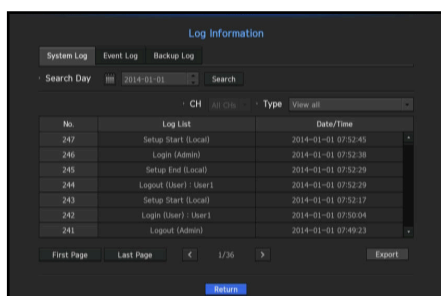 Log Information
System Log Event Log Backup Log
· Search Day 2014-01-01 Search
· CH All CHs · Type View all
No. Log List Date/Time
247 Setup Start (Local) 2014-01-01 07:52:45
246 Login (Admin) 2014-01-01 07:52:38
245 Setup End (Local) 2014-01-01 07:52:29
244 Logout (User) : User1 2014-01-01 07:52:29
243 Setup Start (Local) 2014-01-01 07:52:17
242 Login (User) : User1 2014-01-01 07:50:04
241 Logout (Admin) 2014-01-01 07:49:23
First Page Last Page < 1/36 > Export
Return